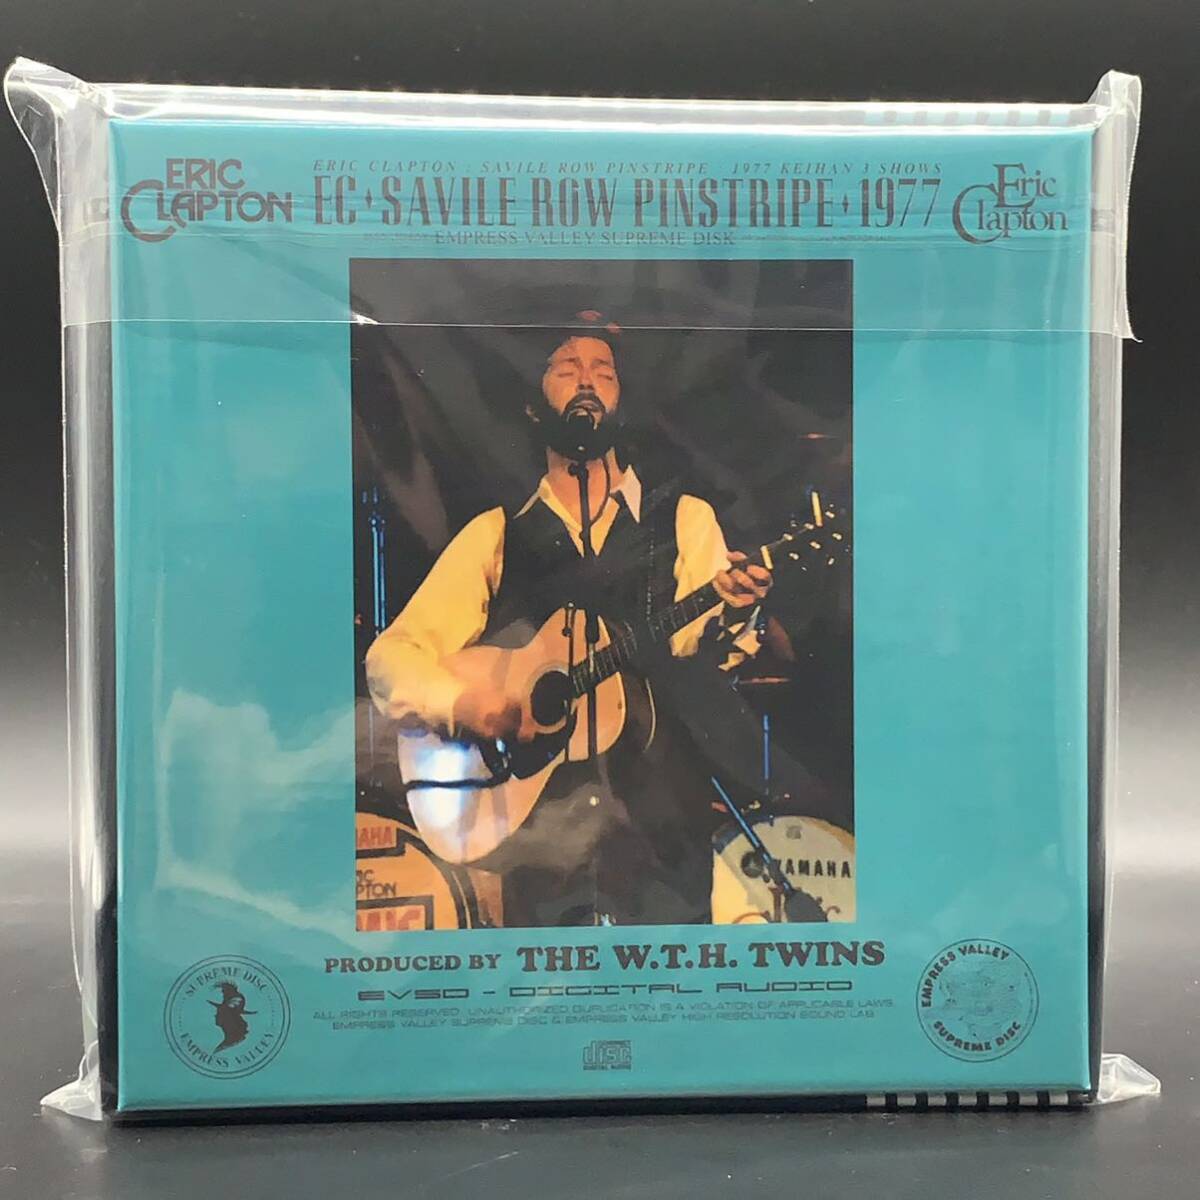 ERIC CLAPTON : SAVILE ROW PINSTRIPE - 1977 KEIHAN 3 SHOWS
ERIC
CLAPTON
EC♦SAVILE ROW PINSTRIPE♦1977
Eric
Clapton
EMPRESS VALLEY SUPREME DISK
AHA
RIC
PTON
YAMAHA
PRODUCED BY THE W.T.H. TWINS
EVSD - DIGITAL AUDIO
ALL RIGHTS RESERVED. UNAUTHORIZED DUPLICATION IS A VIOLATION OF APPLICABLE LAWS.
EMPRESS VALLEY SUPREME DISC & EMPRESS VALLEY HIGH RESOLUTION SOUND LAB
SUPREME DISC
EMPRESS VALLEY
EMPRESS VALLEY
SUPREME DISC
disc
DIGITAL AUDIO